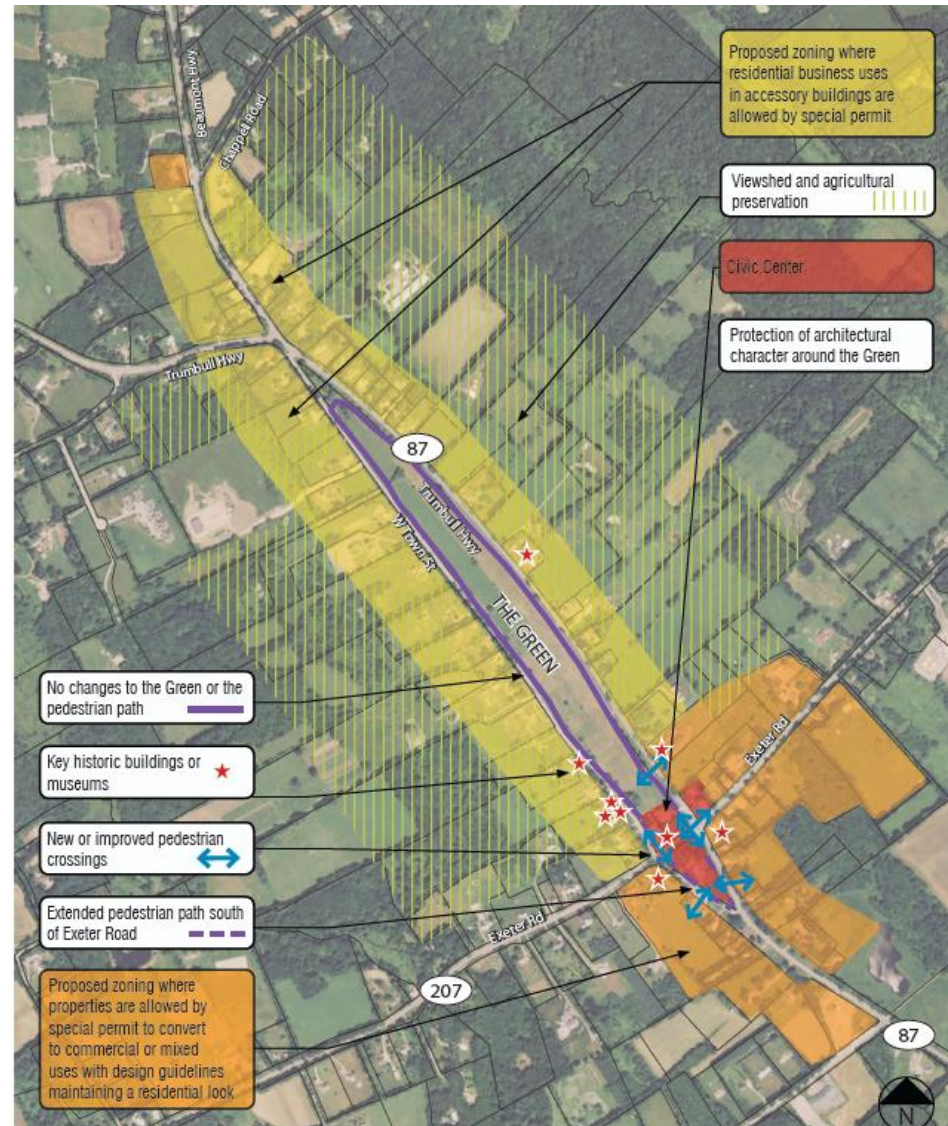 Beaumont Hwy
Chappell Road
Proposed zoning where
residential business uses
in accessory buildings are
allowed by special permit
Viewshed and agricultural
preservation
Civic Center
Protection of architectural
character around the Green
Trumbull Hwy
87
Trumbull Hwy
W Town St
THE GREEN
No changes to the Green or the
pedestrian path
Key historic buildings or
museums
New or improved pedestrian
crossings
Extended pedestrian path south
of Exeter Road
Proposed zoning where
properties are allowed by
special permit to convert
to commercial or mixed
uses with design guidelines
maintaining a residential look
Exeter Rd
Exeter Rd
207
87
N